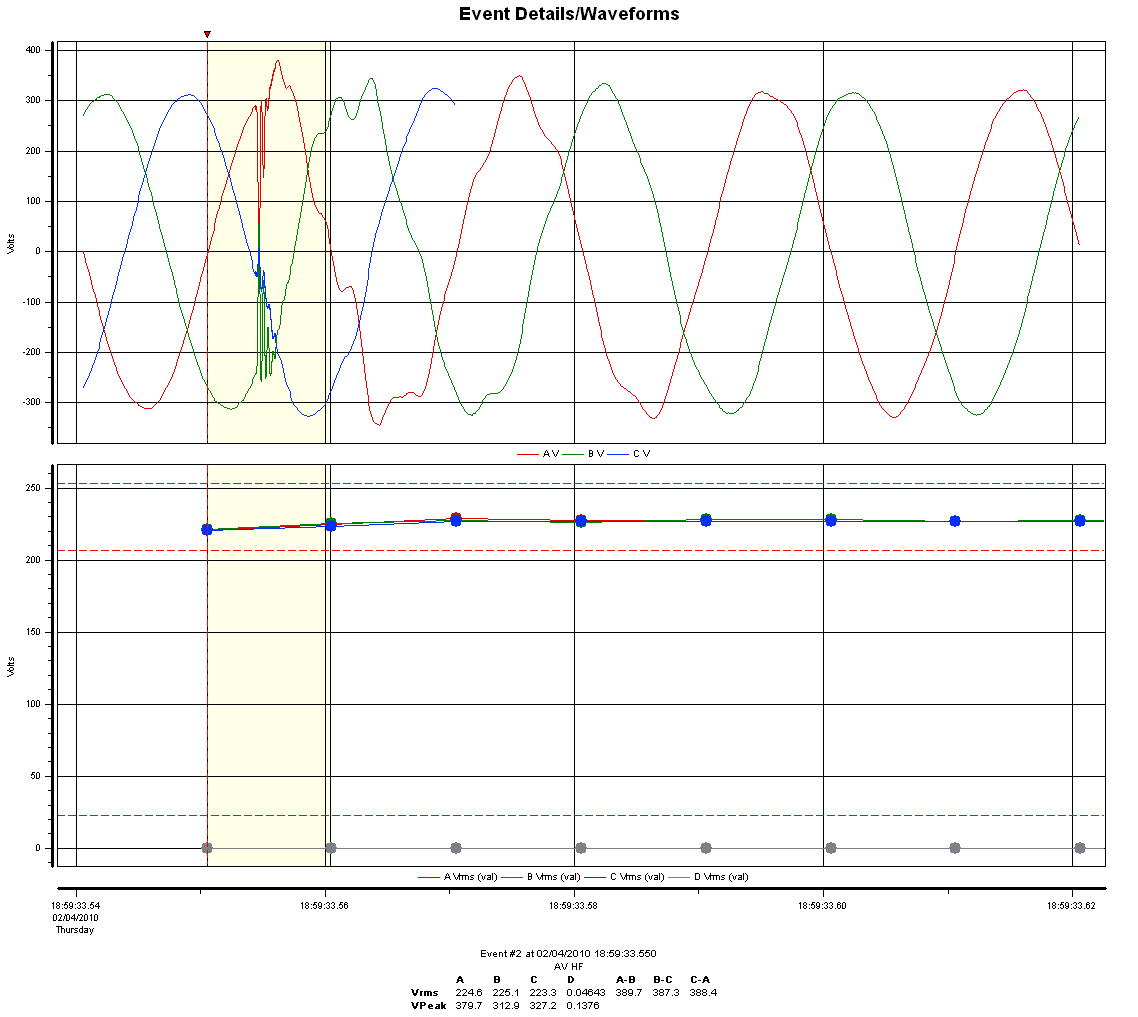 Event Details/Waveforms
400
300
200
100
0
-100
-200
-300
Volts
A V B V C V
250
200
150
100
50
0
Volts
A Vrms (val) B Vrms (val) C Vrms (val) D Vrms (val)
18:59:33.54 18:59:33.56 18:59:33.58 18:59:33.60 18:59:33.62
02/04/2010
Thursday
Event #2 at 02/04/2010 18:59:33.550
AV HF
A B C D A-B B-C C-A
Vrms 224.6 225.1 223.3 0.04643 389.7 387.3 388.4
VPeak 379.7 312.9 327.2 0.1376